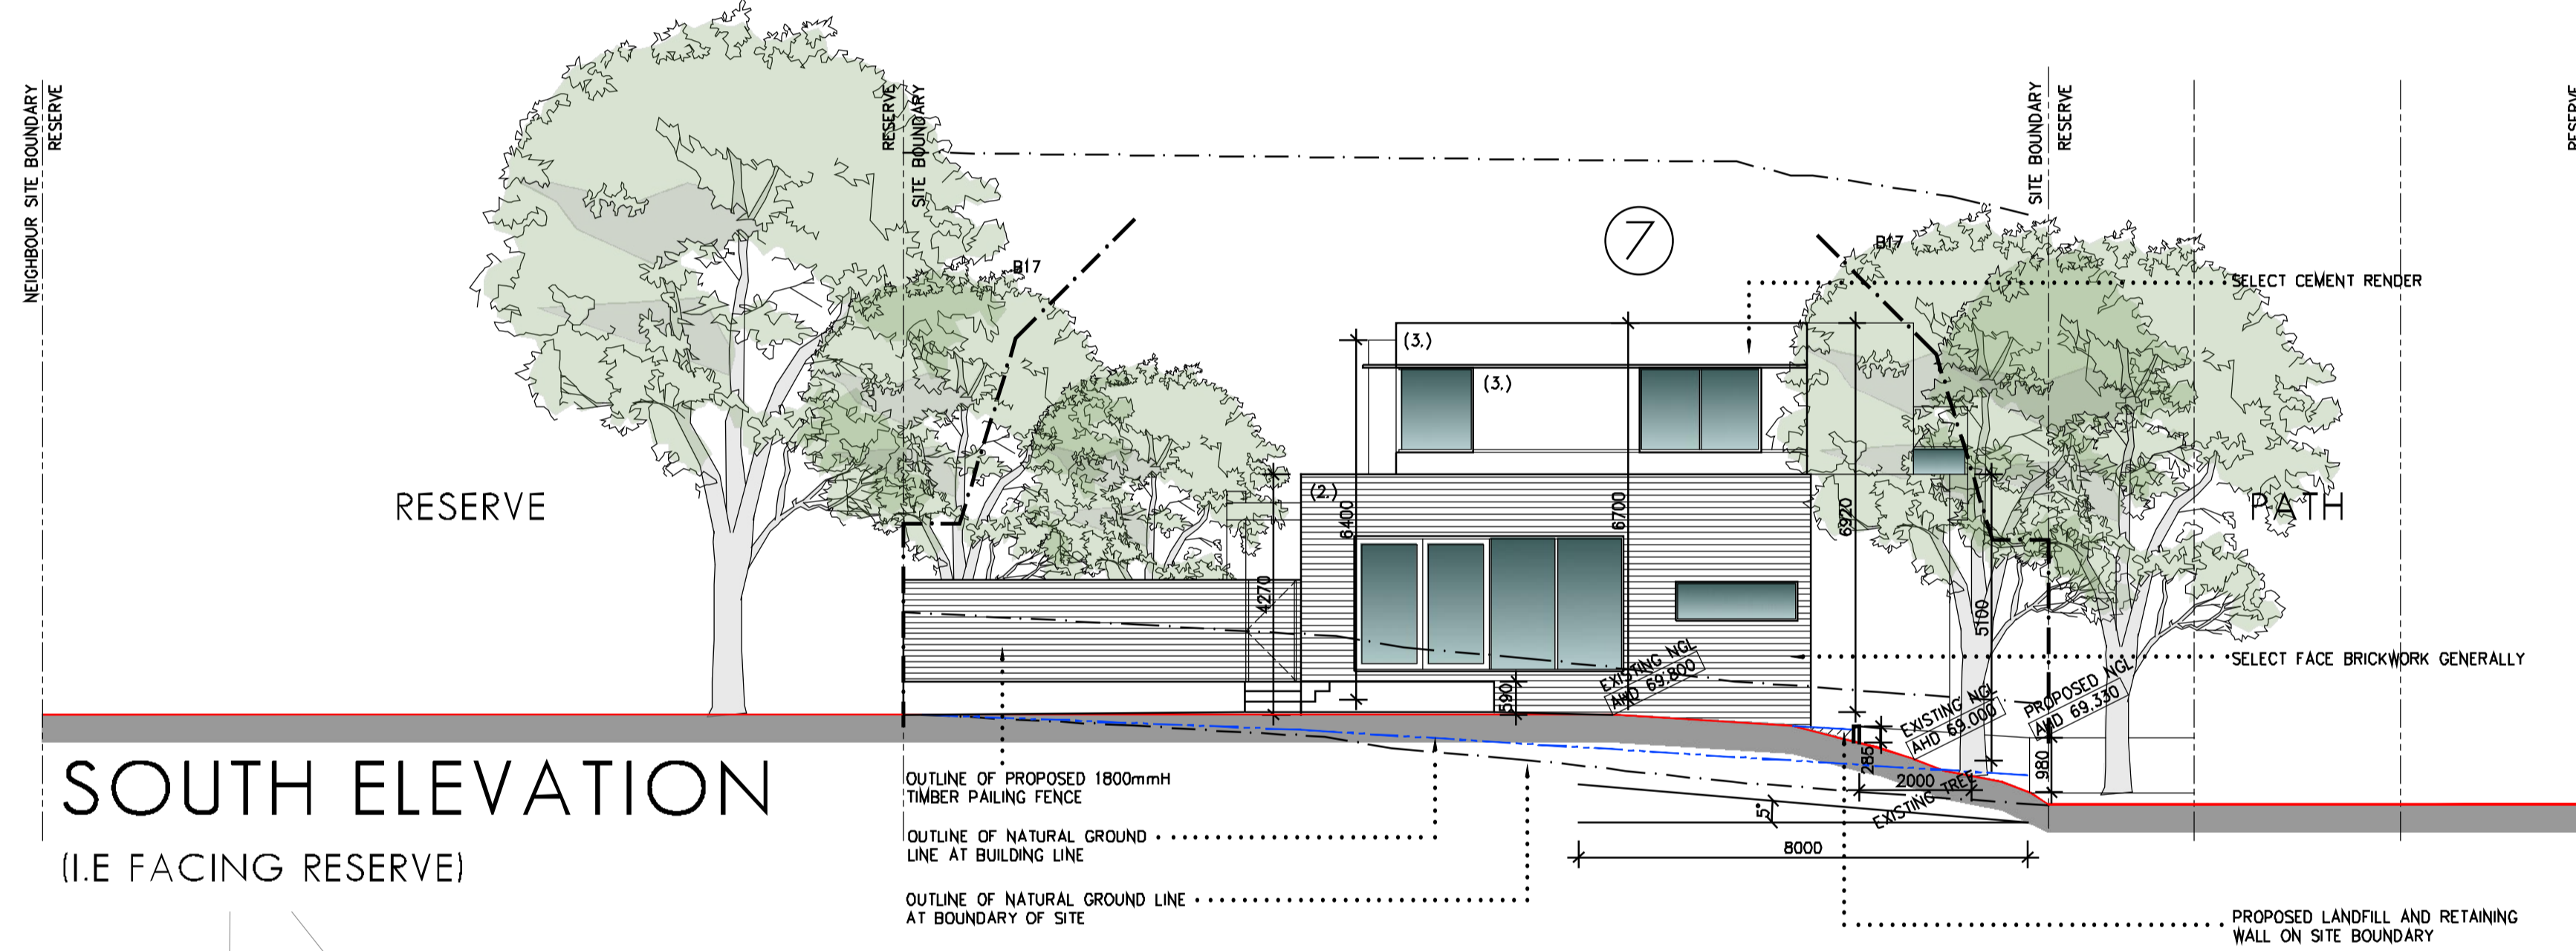 NEIGHBOUR SITE BOUNDARY
RESERVE
RESERVE
SITE BOUNDARY
SITE BOUNDARY
RESERVE
RESERVE
7
B17
B17
SELECT CEMENT RENDER
(3.)
(3.)
(2.)
RESERVE
PATH
6400
6700
6920
4270
5100
590
EXISTING NGL
AHD 69.800
SELECT FACE BRICKWORK GENERALLY
EXISTING NGL
AHD 69.000
PROPOSED NGL
AHD 69.330
285
980
2000
EXISTING TREE
5°
8000
SOUTH ELEVATION
(I.E FACING RESERVE)
OUTLINE OF PROPOSED 1800mmH
TIMBER PAILING FENCE
OUTLINE OF NATURAL GROUND
LINE AT BUILDING LINE
OUTLINE OF NATURAL GROUND LINE
AT BOUNDARY OF SITE
PROPOSED LANDFILL AND RETAINING
WALL ON SITE BOUNDARY